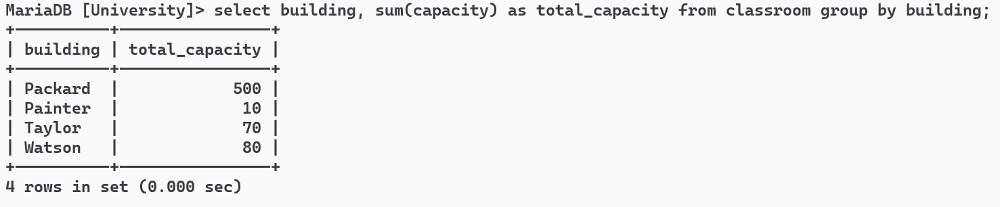 MariaDB [University]> select building, sum(capacity) as total_capacity from classroom group by building;
+----------+----------------+
| building | total_capacity |
+----------+----------------+
| Packard  |            500 |
| Painter  |             10 |
| Taylor   |             70 |
| Watson   |             80 |
+----------+----------------+
4 rows in set (0.000 sec)